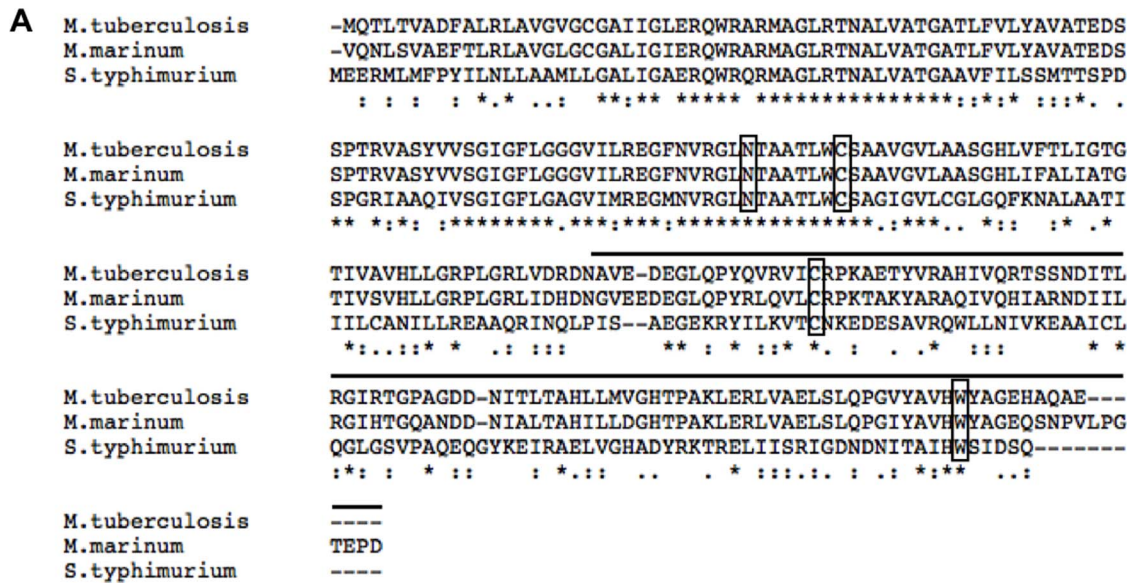 A
M.tuberculosis -MQTLTVADFALRLAVGVGCGAIIGLERQWRARMAGLRTNALVATGATLFVLYAVATEDS
M.marinum -VQNLSVAEFTLRLAVGLGCGALIGIERQWRARMAGLRTNALVATGATLFVLYAVATEDS
S.typhimurium MEERMLMFPYILNLLAAMLLGALIGAERQWRQRMAGLRTNALVATGAAVFILSSMTTSPD
: : : : *.* ..: **:** ***** ****************::*:* :::*. .
M.tuberculosis SPTRVASYVVSGIGFLGGGVILREGFNVRGLNTAATLWCSAAVGVLAASGHLVFTLIGTG
M.marinum SPTRVASYVVSGIGFLGGGVILREGFNVRGLNTAATLWCSAAVGVLAASGHLIFALIATG
S.typhimurium SPGRIAAQIVSGIGFLGAGVIMREGMNVRGLNTAATLWCSAGIGVLCGLGQFKNALAATI
** *:*: :********.***:***:***************.:***.. *:: :* .*
M.tuberculosis TIVAVHLLGRPLGRLVDRDNAVE-DEGLQPYQVRVICRPKAETYVRAHIVQRTSSNDITL
M.marinum TIVSVHLLGRPLGRLIDHDNGVEEDEGLQPYRLQVLCRPKTAKYARAQIVQHIARNDIIL
S.typhimurium IILCANILLREAAQRINQLPIS--AEGEKRYILKVTCNKEDESAVRQWLLNIVKEAAICL
*:..::* * .: ::: ** : * ::* *. : . .* ::: * *
M.tuberculosis RGIRTGPAGDD-NITLTAHLLMVGHTPAKLERLVAELSLQPGVYAVHWYAGEHAQAE---
M.marinum RGIHTGQANDD-NIALTAHILLDGHTPAKLERLVAELSLQPGIYAVHWYAGEQSNPVLPG
S.typhimurium QGLGSVPAQEQGYKEIRAELVGHADYRKTRELIISRIGDNDNITAIHWSIDSQ-------
:*: : * :: : *.:: .. . * :::.:. : .: *:** ..:
M.tuberculosis ----
M.marinum TEPD
S.typhimurium ----